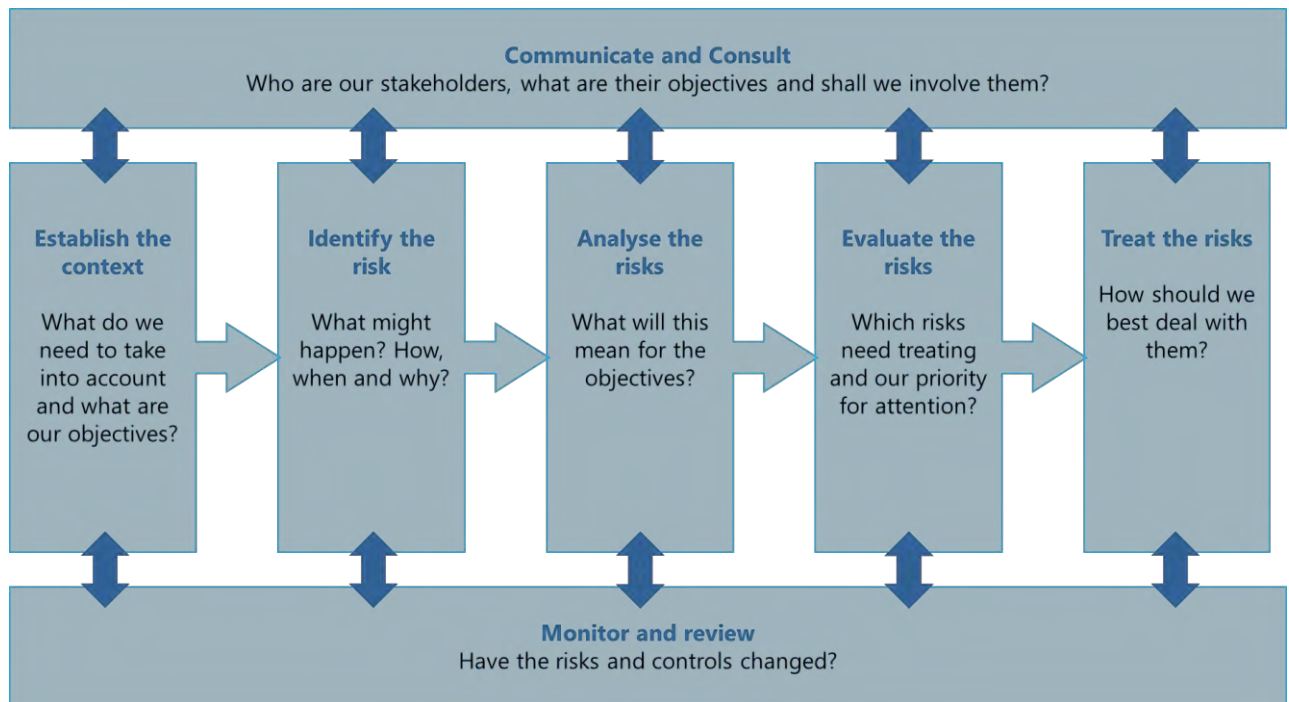 Communicate and Consult
Who are our stakeholders, what are their objectives and shall we involve them?
Establish the
context
What do we
need to take
into account
and what are
our objectives?
Identify the
risk
What might
happen? How,
when and why?
Analyse the
risks
What will this
mean for the
objectives?
Evaluate the
risks
Which risks
need treating
and our priority
for attention?
Treat the risks
How should we
best deal with
them?
Monitor and review
Have the risks and controls changed?